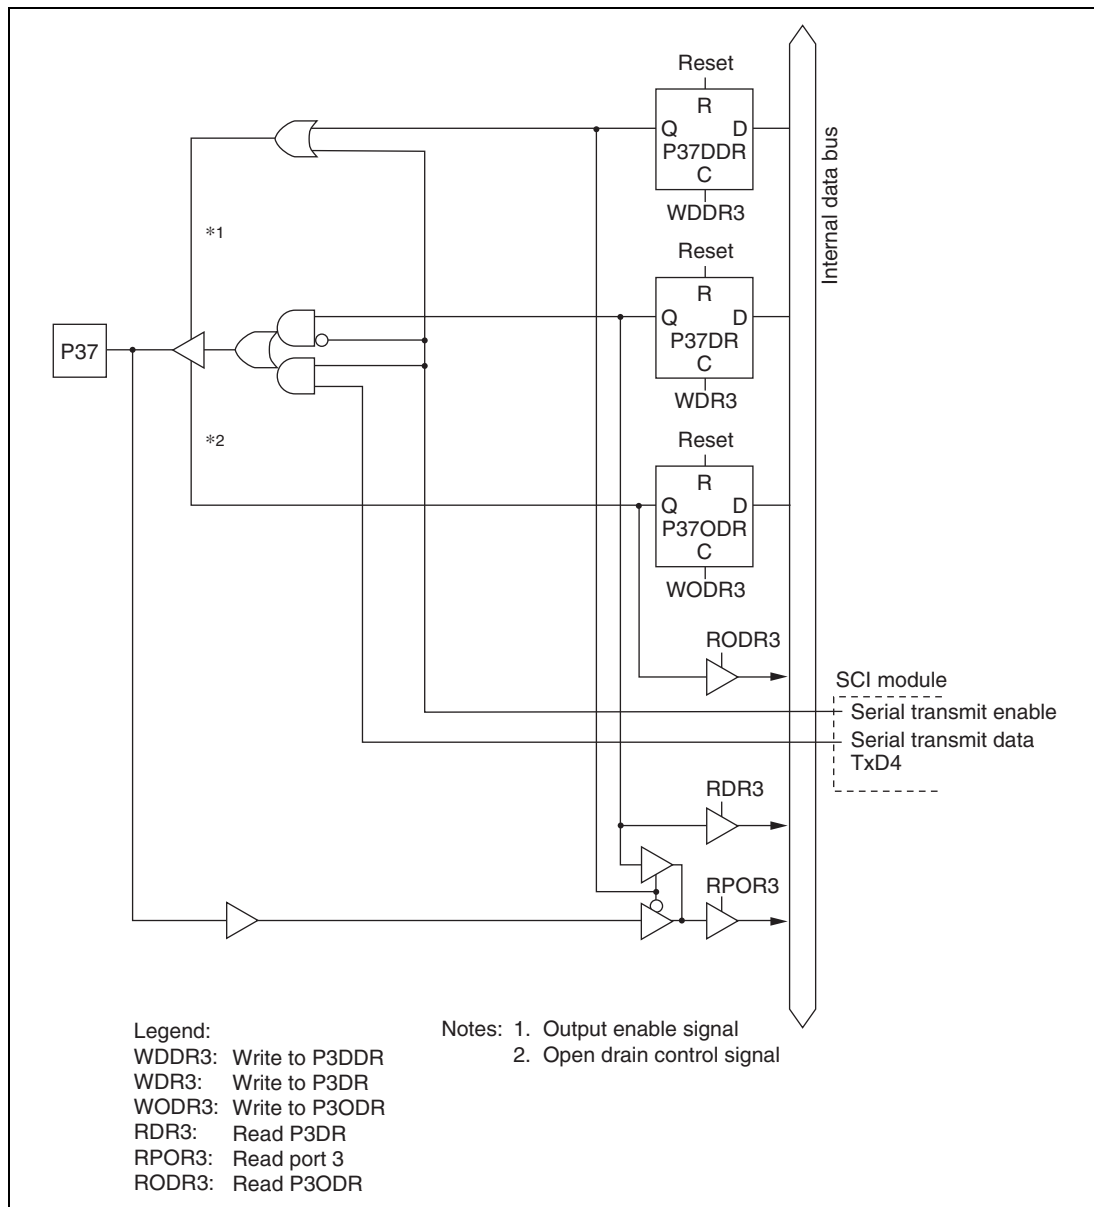 Reset
R
Q D
P37DDR
C
WDDR3
Internal data bus
*1
Reset
R
Q D
P37DR
C
WDR3
P37
*2
Reset
R
Q D
P37ODR
C
WODR3
RODR3
SCI module
Serial transmit enable
Serial transmit data
TxD4
RDR3
RPOR3
Legend:
WDDR3: Write to P3DDR
WDR3: Write to P3DR
WODR3: Write to P3ODR
RDR3: Read P3DR
RPOR3: Read port 3
RODR3: Read P3ODR
Notes: 1. Output enable signal
2. Open drain control signal